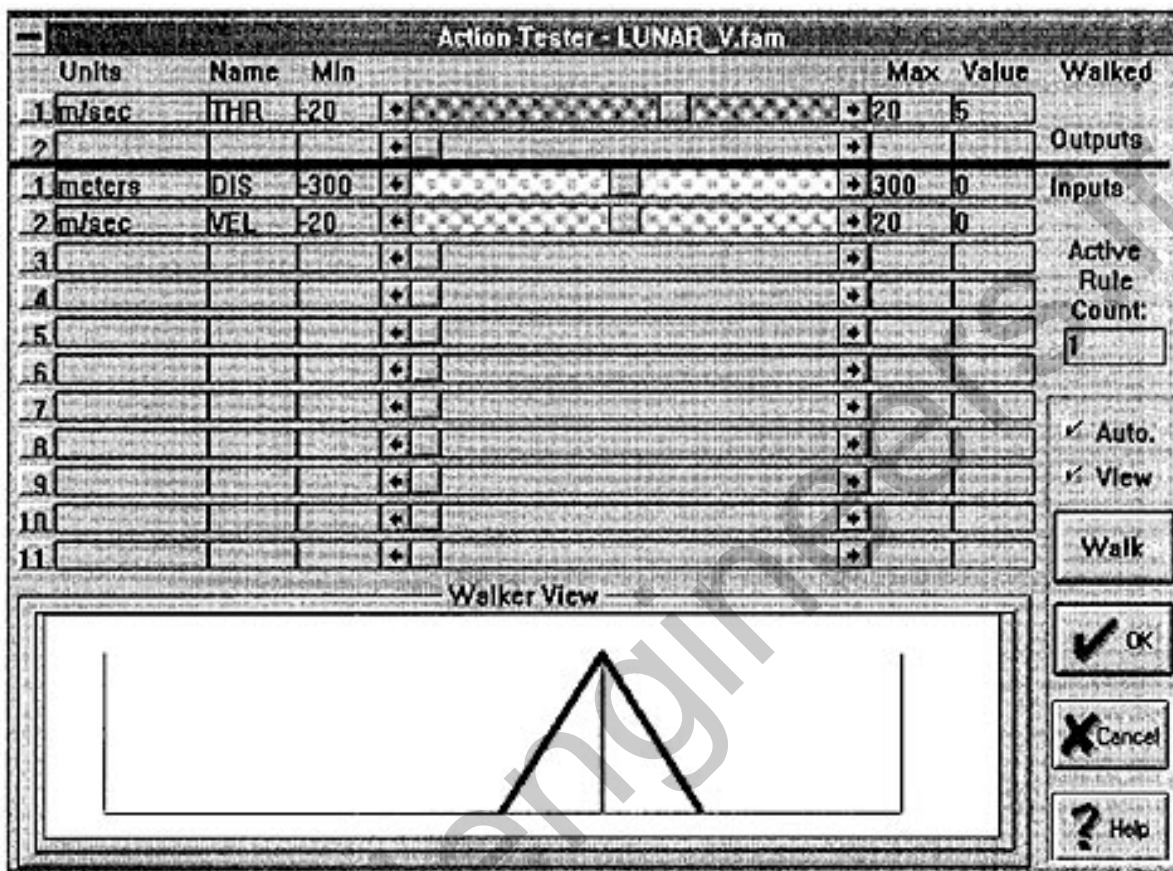 Action Tester - LUNAR_V.fam
Units Name Min Max Value Walked
1 m/sec THR -20 20 5
2 Outputs
1 meters DIS -300 300 0 Inputs
2 m/sec VEL -20 20 0
3 Active
4 Rule
5 Count:
6 1
7
8 Auto.
9 View
10
11 Walk
Walker View
OK
Cancel
Help
engineers